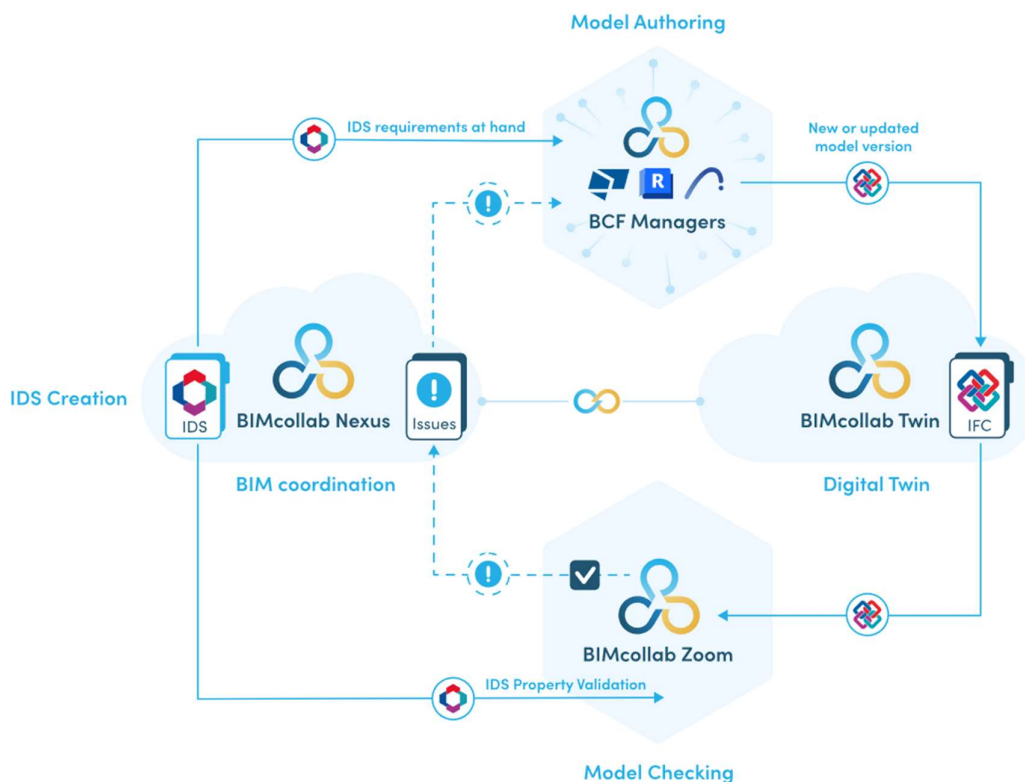 Model Authoring
IDS requirements at hand
New or updated
model version
R
BCF Managers
IDS Creation
IDS
BIMcollab Nexus
Issues
BIMcollab Twin
IFC
BIM coordination
Digital Twin
BIMcollab Zoom
IDS Property Validation
Model Checking